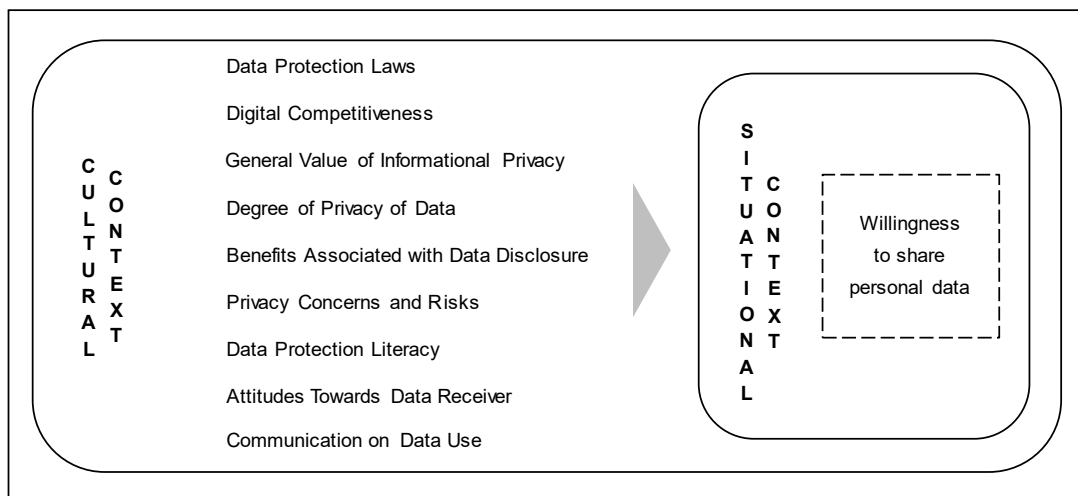 CULTURAL
CONTEXT
Data Protection Laws
Digital Competitiveness
General Value of Informational Privacy
Degree of Privacy of Data
Benefits Associated with Data Disclosure
Privacy Concerns and Risks
Data Protection Literacy
Attitudes Towards Data Receiver
Communication on Data Use
SITUATIONAL
CONTEXT
Willingness
to share
personal data